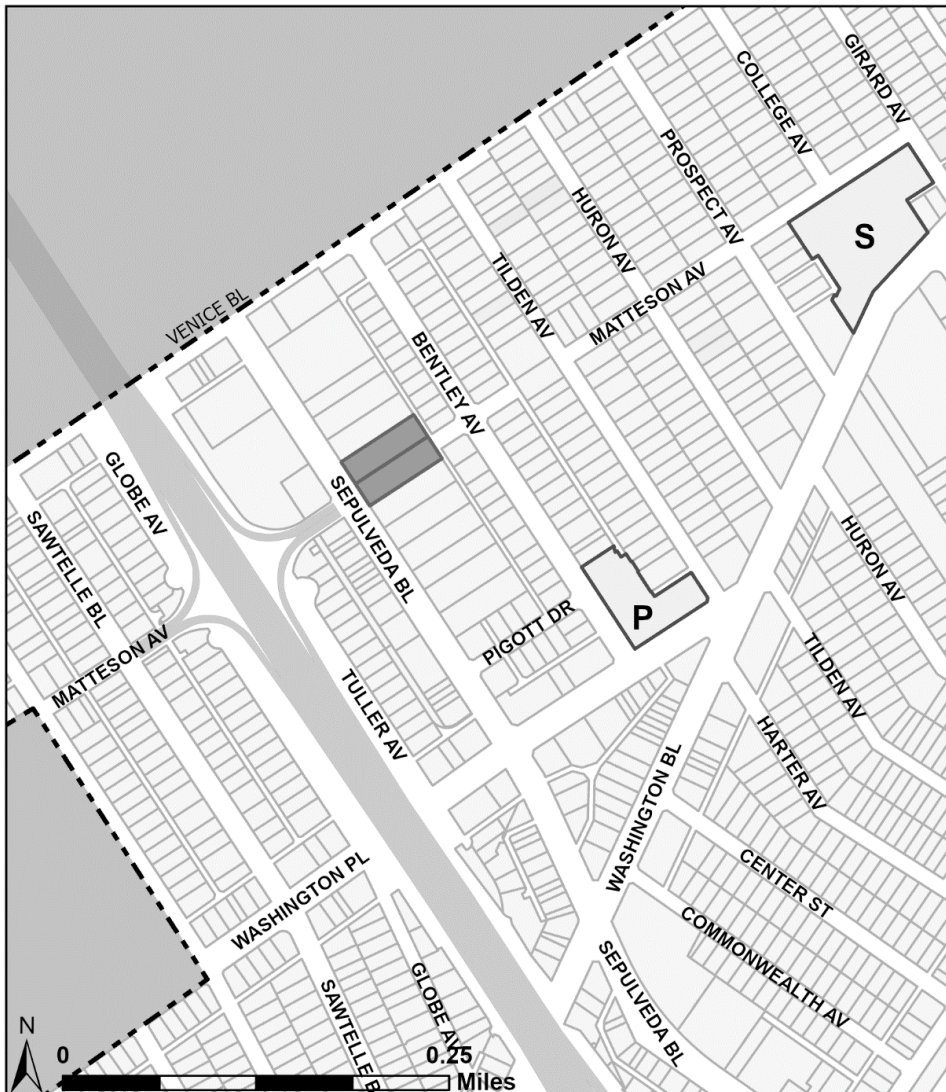 GIRARD AV
COLLEGE AV
PROSPECT AV
HURON AV
S
TILDEN AV
MATTESON AV
VENICE BL
BENTLEY AV
GLOBE AV
SEPULVEDA BL
SAWTELLE BL
HURON AV
P
PIGOTT DR
MATTESON AV
TILDEN AV
TULLER AV
HARTER AV
WASHINGTON BL
WASHINGTON PL
CENTER ST
COMMONWEALTH AV
SEPULVEDA BL
GLOBE AV
SAWTELLE B
N
0
0.25
Miles